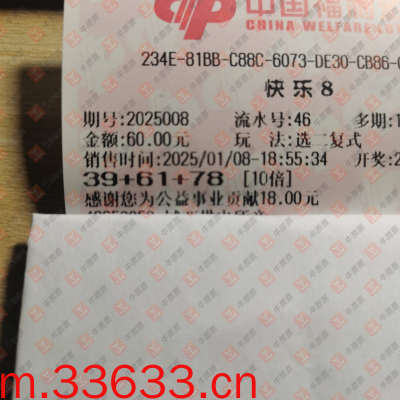 中国福利
CHINA WELFARE
234E-81BB-C88C-6073-DE30-CB86-
快乐8
期号:2025008 流水号:46 多期:1
金额:60.00元 玩 法:选二复式
销售时间:2025/01/08-18:55:34 开奖:2
39+61+78 [10倍]
感谢您为公益事业贡献18.00元
m.33633.cn